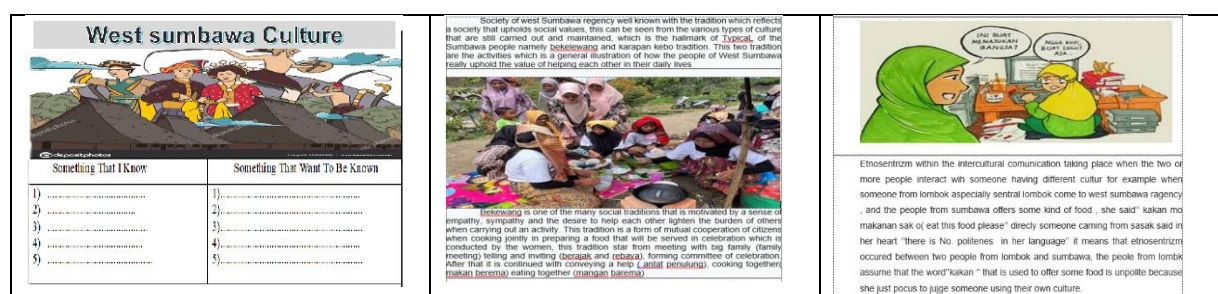 West sumbawa Culture
depositphotos
Something That I Know
Something That Want To Be Known
1) ............................
1)............................
2) ............................
2)............................
3) ............................
3)............................
4) ............................
4)............................
5) ............................
5)............................
Society of west Sumbawa regency well known with the tradition which reflects
a society that upholds social values, this can be seen from the various types of culture
that are still carried out and maintained, which is the hallmark of Typical, of the
Sumbawa people namely bekelewang and karapan kebo tradition. This two tradition
are the activities which is a general illustration of how the people of West Sumbawa
really uphold the value of helping each other in their daily lives
Bekewang is one of the many social traditions that is motivated by a sense of
empathy, sympathy and the desire to help each other lighten the burden of others
when carrying out an activity. This tradition is a form of mutual cooperation of citizens
when cooking jointly in preparing a food that will be served in celebration which is
conducted by the women, this tradition star from meeting with big family (family
meeting) telling and inviting (berajak and rebaya), forming committee of celebration.
After that it is continued with conveying a help ( antat penulung), cooking together(
makan berema) eating together (mangan barema)
INI BUAT
MEMAJUKAN
BANGSA?
NGGA KOK,
BUAT LULUS
AJA...
Etnosentrizm within the intercultural comunication taking place when the two or
more people interact wih someone having different cultur for example when
someone from lombok aspecially sentral lombok come to west sumbawa ragency
, and the people from sumbawa offers some kind of food , she said" kakan mo
makanan sak o( eat this food please" direcly someone caming from sasak said in
her heart "there is No. politenes in her language" it means that etnosentrizm
occured between two people from lombok and sumbawa, the peole from lombk
assume that the word"kakan " that is used to offer some food is unpolite because
she just pocus to jujge someone using their own culture.